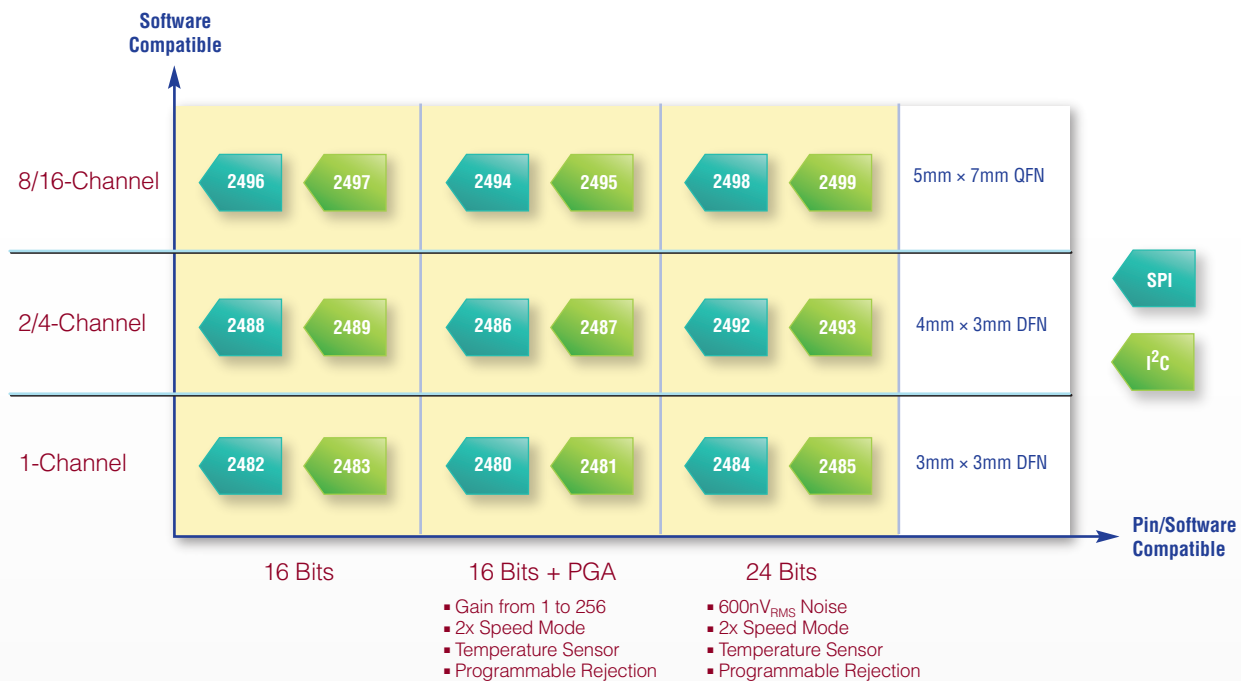 Software
Compatible
8/16-Channel
2496
2497
2494
2495
2498
2499
5mm × 7mm QFN
2/4-Channel
2488
2489
2486
2487
2492
2493
4mm × 3mm DFN
1-Channel
2482
2483
2480
2481
2484
2485
3mm × 3mm DFN
SPI
I²C
Pin/Software
Compatible
16 Bits
16 Bits + PGA
▪ Gain from 1 to 256
▪ 2x Speed Mode
▪ Temperature Sensor
▪ Programmable Rejection
24 Bits
▪ 600nVRMS Noise
▪ 2x Speed Mode
▪ Temperature Sensor
▪ Programmable Rejection